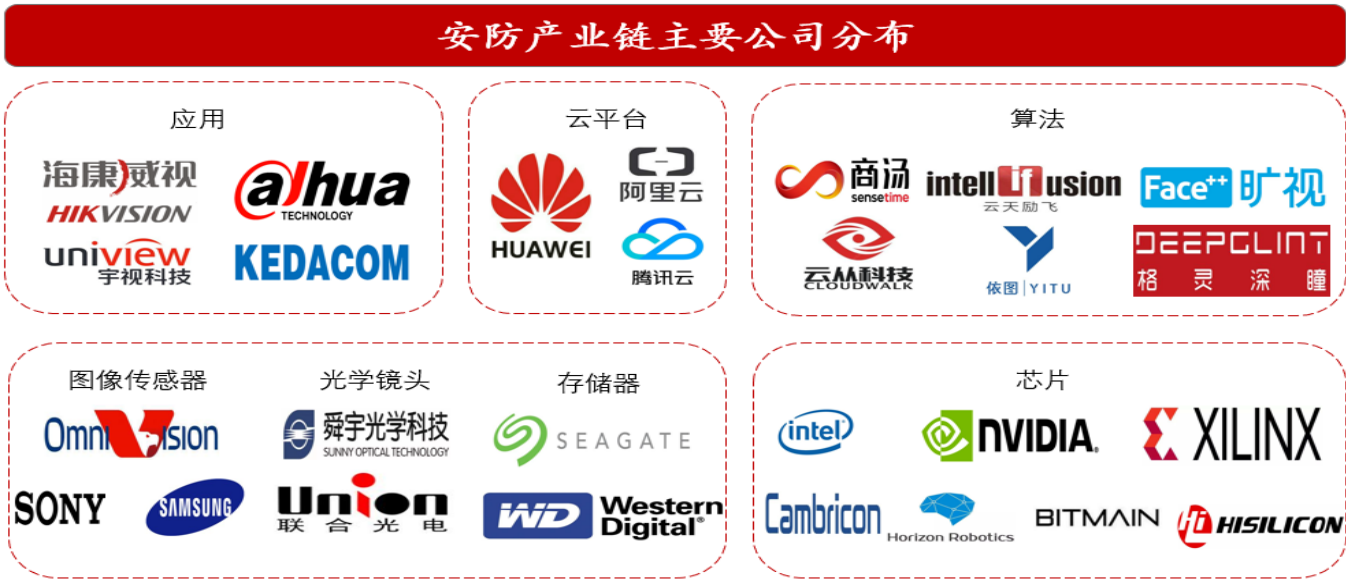 安防产业链主要公司分布
应用
海康威视
HIKVISION
alhua
TECHNOLOGY
uniview
宇视科技
KEDACOM
云平台
HUAWEI
阿里云
腾讯云
算法
商汤
sensetime
intellifusion
云天励飞
Face++ 旷视
云从科技
CLOUDWALK
依图 | YITU
DEEPGLINT
格灵深瞳
图像传感器
OmniVision
SONY
SAMSUNG
光学镜头
舜宇光学科技
SUNNY OPTICAL TECHNOLOGY
Union
联合光电
存储器
SEAGATE
WD Western
Digital®
芯片
intel
NVIDIA.
XILINX
Cambricon
Horizon Robotics
BITMAIN
Hi HISILICON